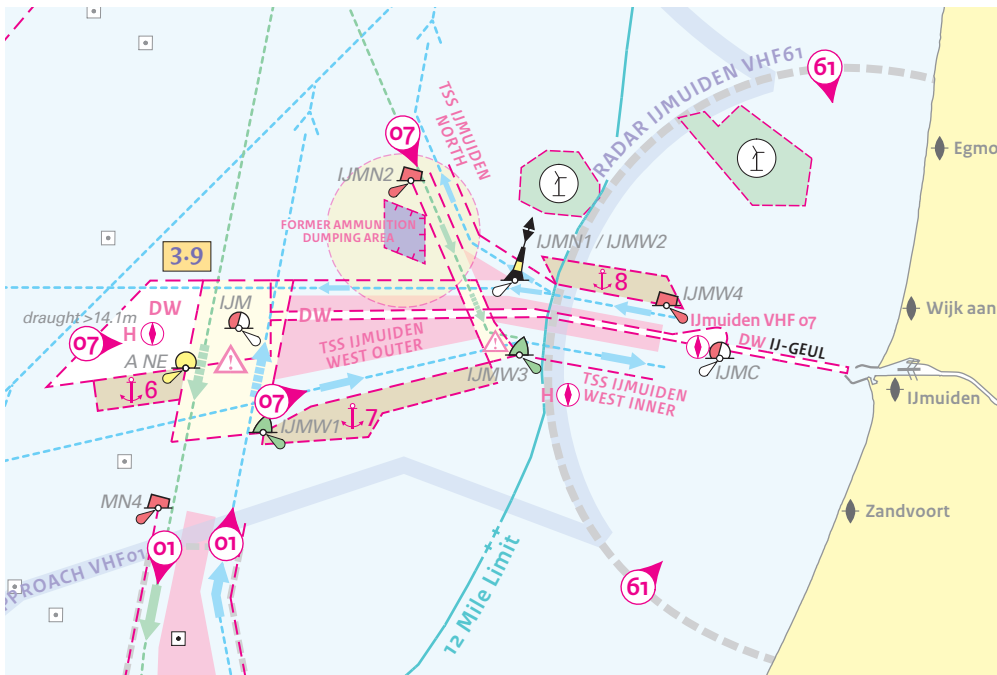 61
RADAR IJMUIDEN VHF61
TSS IJMUIDEN
NORTH
07
IJMN2
Egmo
FORMER AMMUNITION
DUMPING AREA
IJMN1 / IJMW2
3·9
8
IJM
DW
IJMW4
Wijk aan
draught >14.1m
H
DW
IJmuiden VHF 07
07
TSS IJMUIDEN
WEST OUTER
DW IJ-GEUL
A NE
IJMW3
IJMC
6
07
TSS IJMUIDEN
WEST INNER
H
IJmuiden
7
IJMW1
MN4
Zandvoort
01
01
PROACH VHF01
12 Mile Limit
61